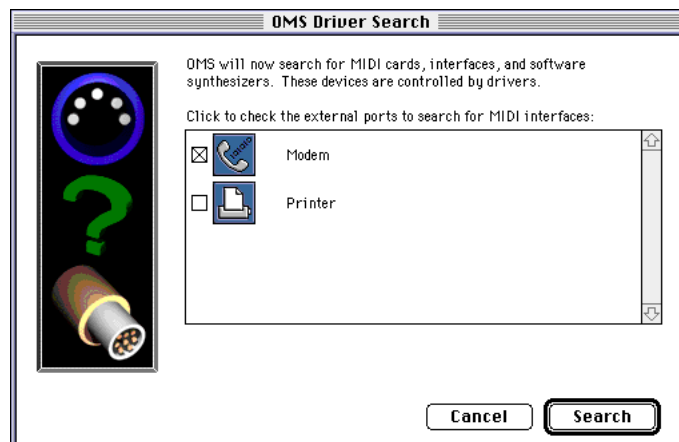 OMS Driver Search
OMS will now search for MIDI cards, interfaces, and software
synthesizers. These devices are controlled by drivers.
Click to check the external ports to search for MIDI interfaces:
Modem
Printer
Cancel
Search